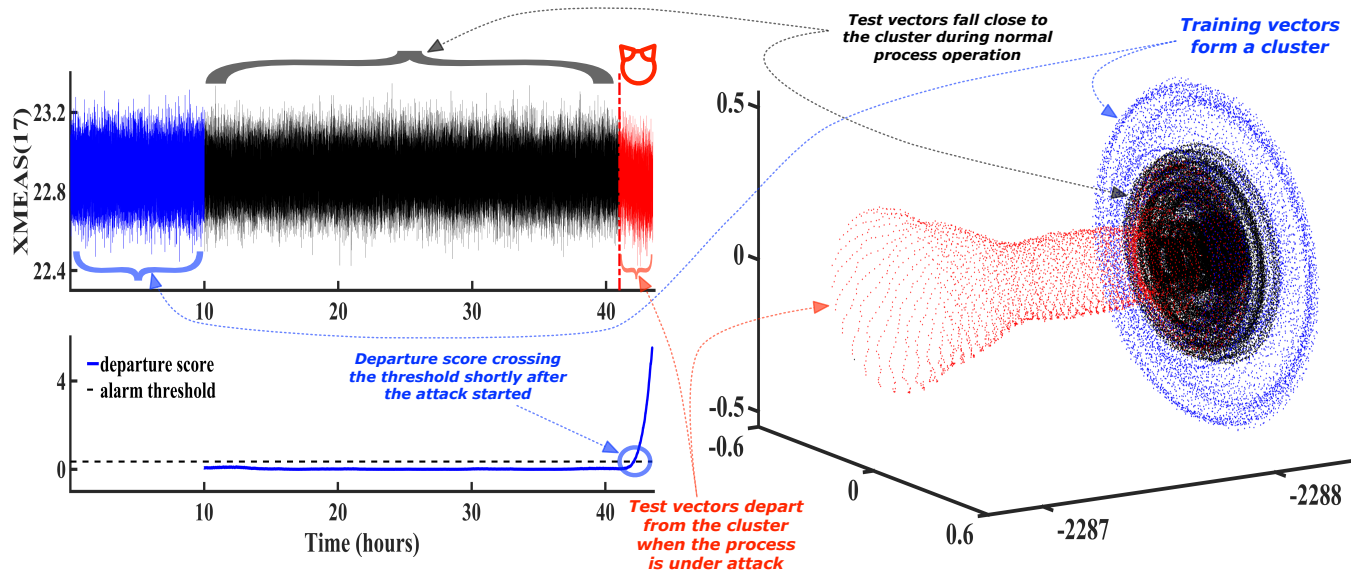 Test vectors fall close to
the cluster during normal
process operation
Training vectors
form a cluster
XMEAS(17)
23.2
22.8
22.4
10
20
30
40
departure score
alarm threshold
4
0
Departure score crossing
the threshold shortly after
the attack started
10
20
30
40
Time (hours)
Test vectors depart
from the cluster
when the process
is under attack
0.5
0
-0.5
-0.6
0
0.6
-2287
-2288